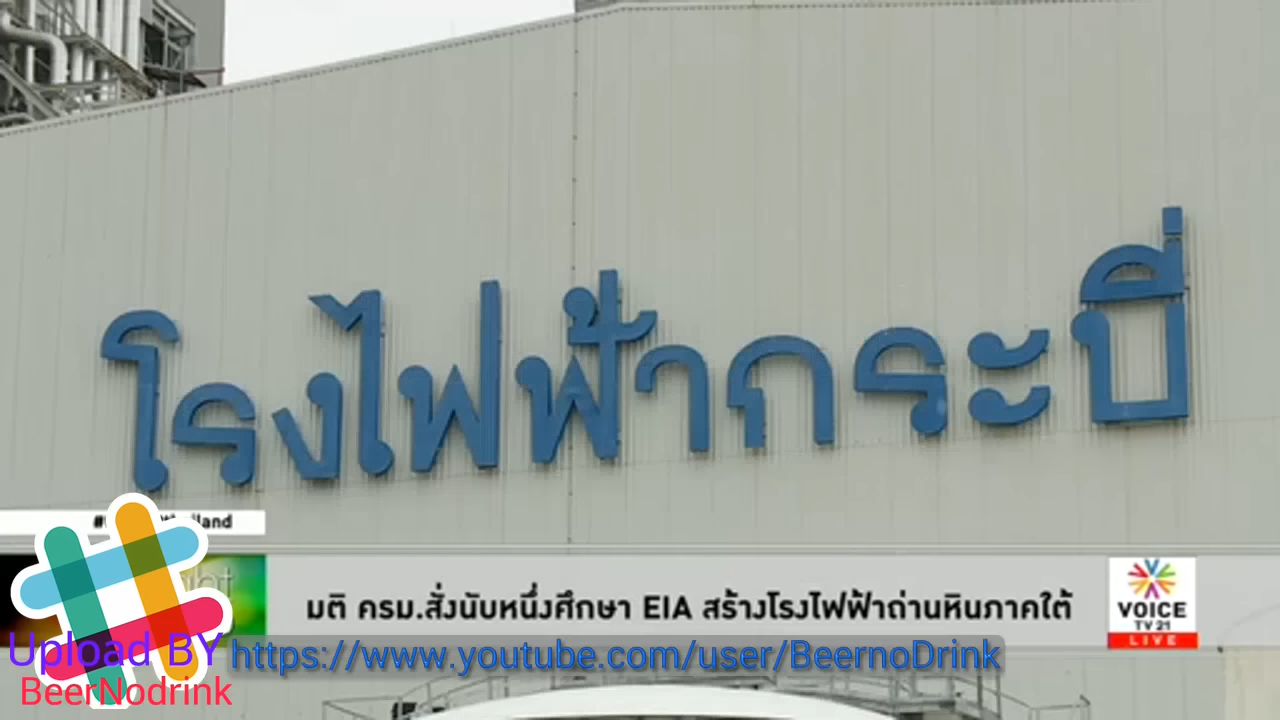 โรงไฟฟ้ากระบี่
มติ ครม.สั่งนับหนึ่งศึกษา EIA สร้างโรงไฟฟ้าถ่านหินภาคใต้
VOICE
TV 21
LIVE
Upload BY https://www.youtube.com/user/BeernoDrink
BeerNodrink